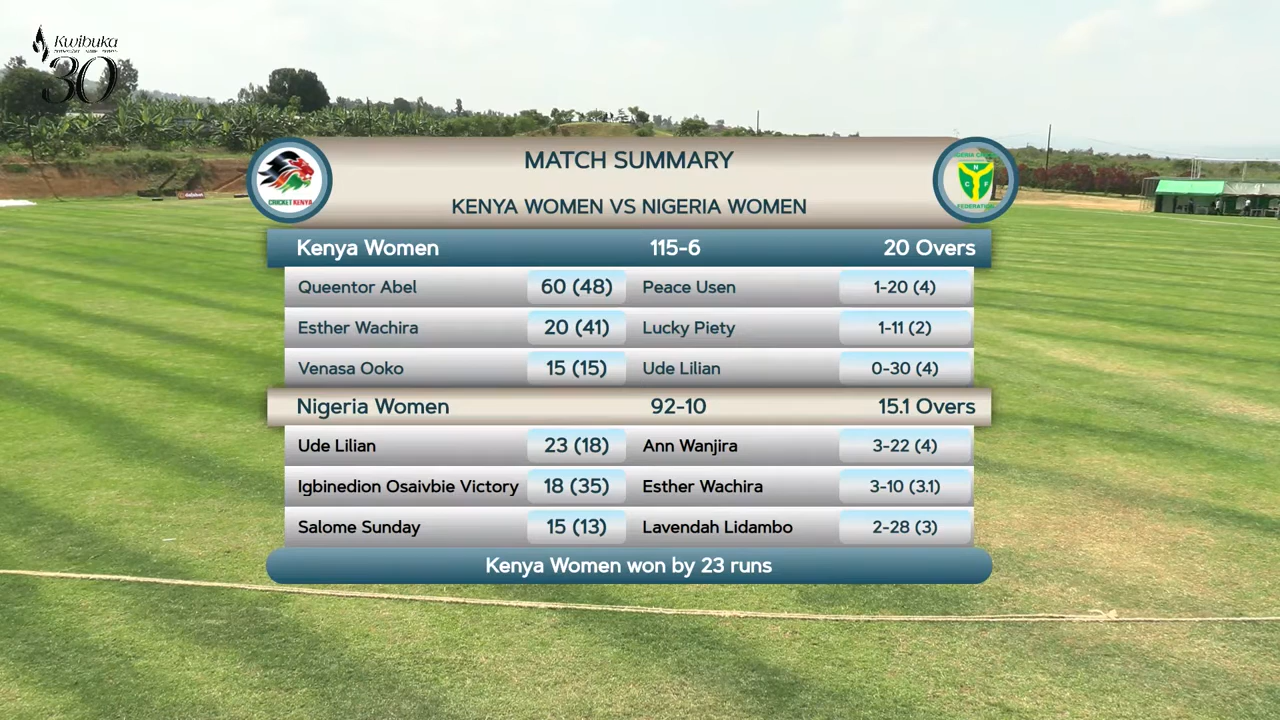 Kwibuka
30
MATCH SUMMARY
KENYA WOMEN VS NIGERIA WOMEN
CRICKET KENYA
NIGERIA CRICKET
N
C F
FEDERATION
Kenya Women 115-6 20 Overs
Queentor Abel 60 (48) Peace Usen 1-20 (4)
Esther Wachira 20 (41) Lucky Piety 1-11 (2)
Venasa Ooko 15 (15) Ude Lilian 0-30 (4)
Nigeria Women 92-10 15.1 Overs
Ude Lilian 23 (18) Ann Wanjira 3-22 (4)
Igbinedion Osaivbie Victory 18 (35) Esther Wachira 3-10 (3.1)
Salome Sunday 15 (13) Lavendah Lidambo 2-28 (3)
Kenya Women won by 23 runs